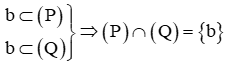 b ⊂ (P)
b ⊂ (Q)
} ⇒ (P) ∩ (Q) = {b}